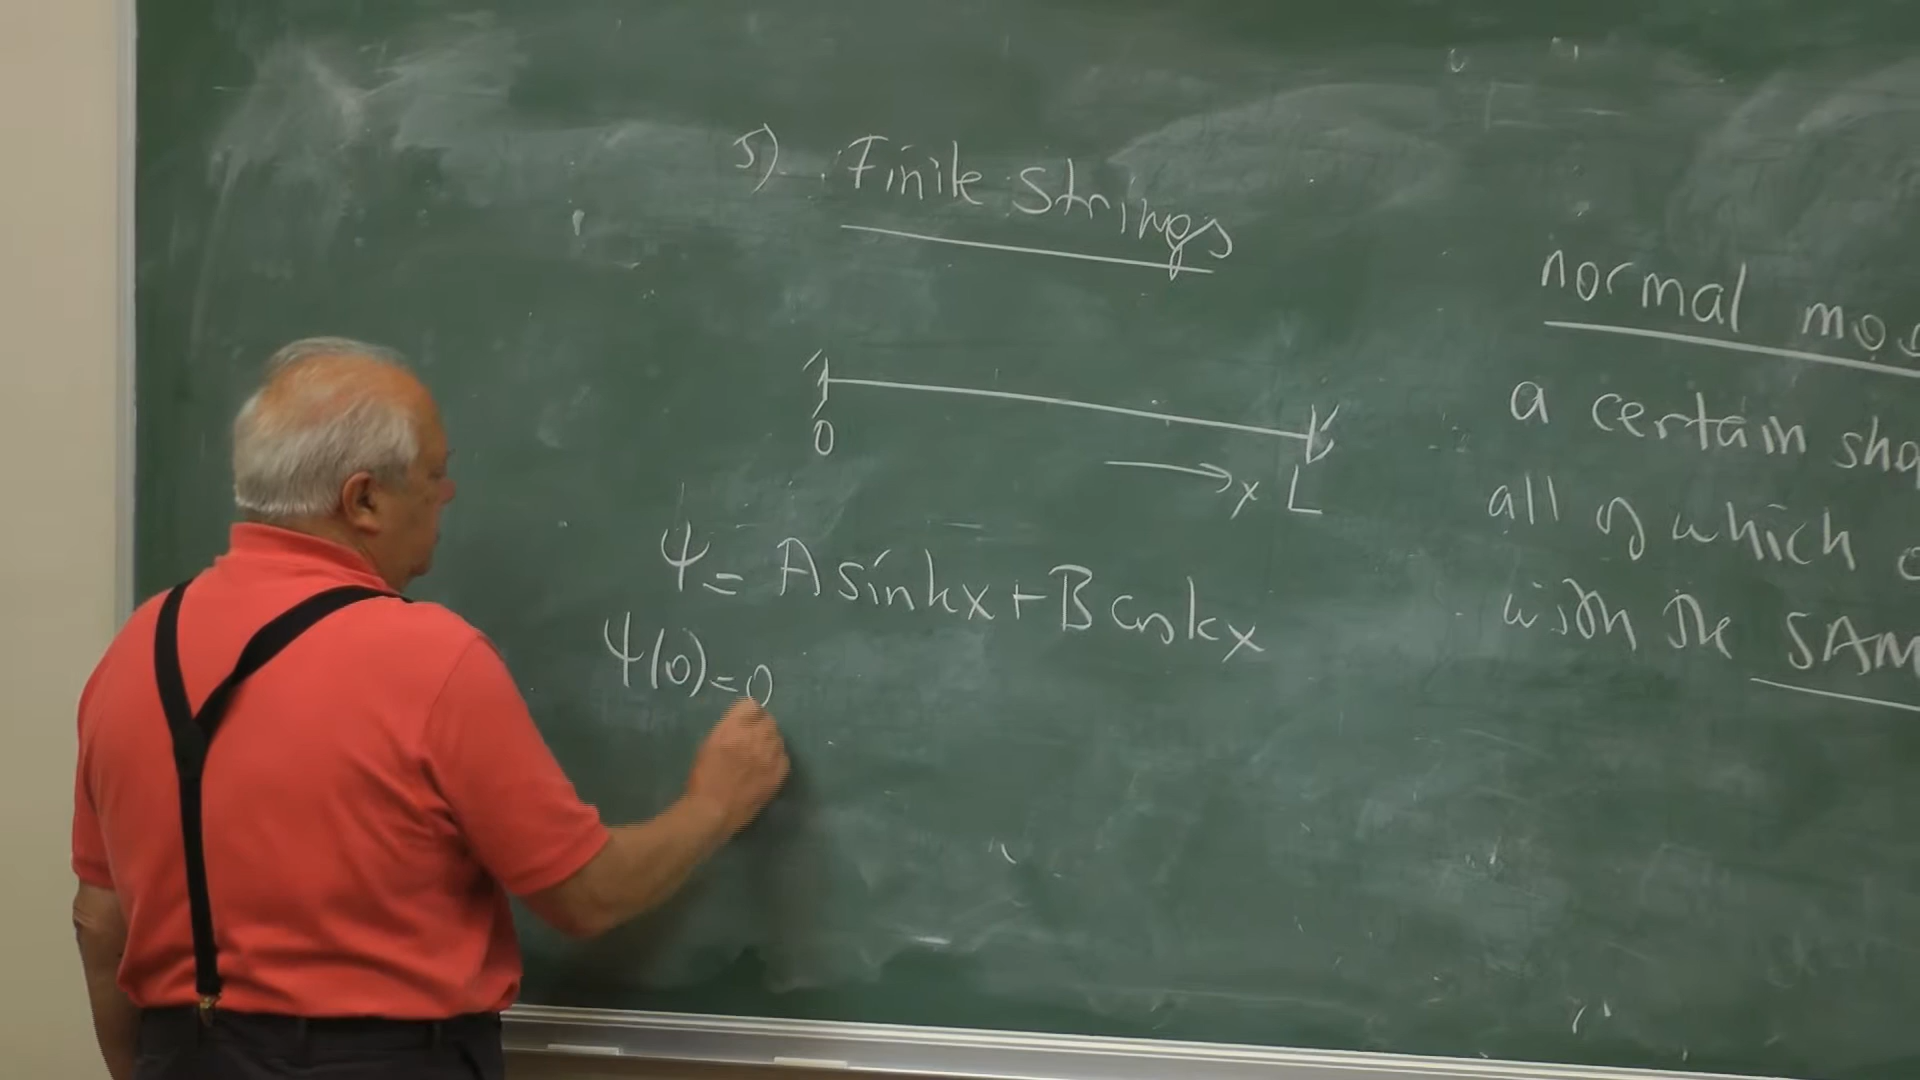 5) Finite Strings
0
x L
Ψ = A sin kx + B cos kx
Ψ(0) = 0
normal mo
a certain sha
all of which
with the SAM